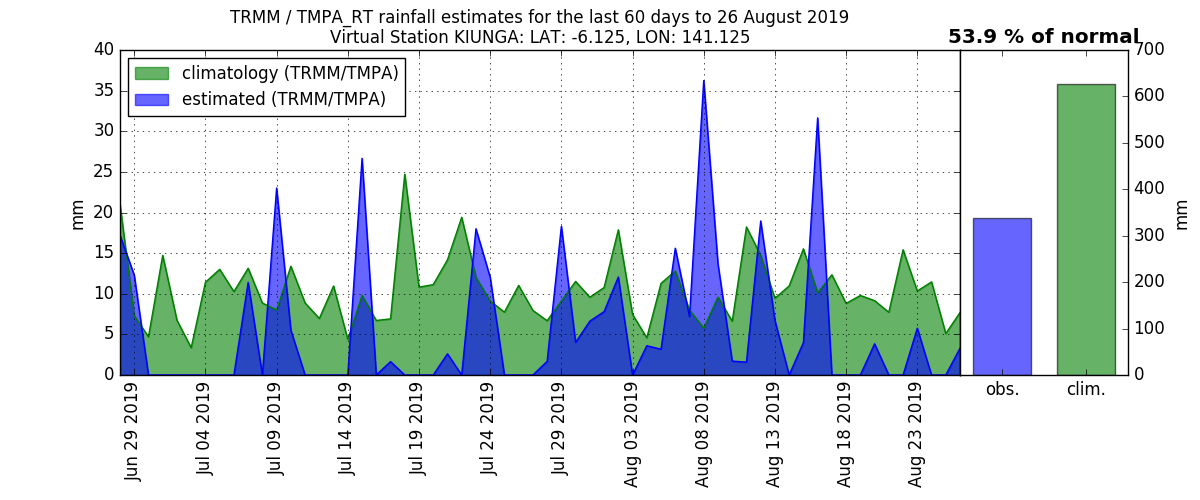 TRMM / TMPA_RT rainfall estimates for the last 60 days to 26 August 2019
Virtual Station KIUNGA: LAT: -6.125, LON: 141.125
53.9 % of normal
climatology (TRMM/TMPA)
estimated (TRMM/TMPA)
40
35
30
25
20
15
10
5
0
mm
Jun 29 2019
Jul 04 2019
Jul 09 2019
Jul 14 2019
Jul 19 2019
Jul 24 2019
Jul 29 2019
Aug 03 2019
Aug 08 2019
Aug 13 2019
Aug 18 2019
Aug 23 2019
obs.
clim.
700
600
500
400
300
200
100
0
mm